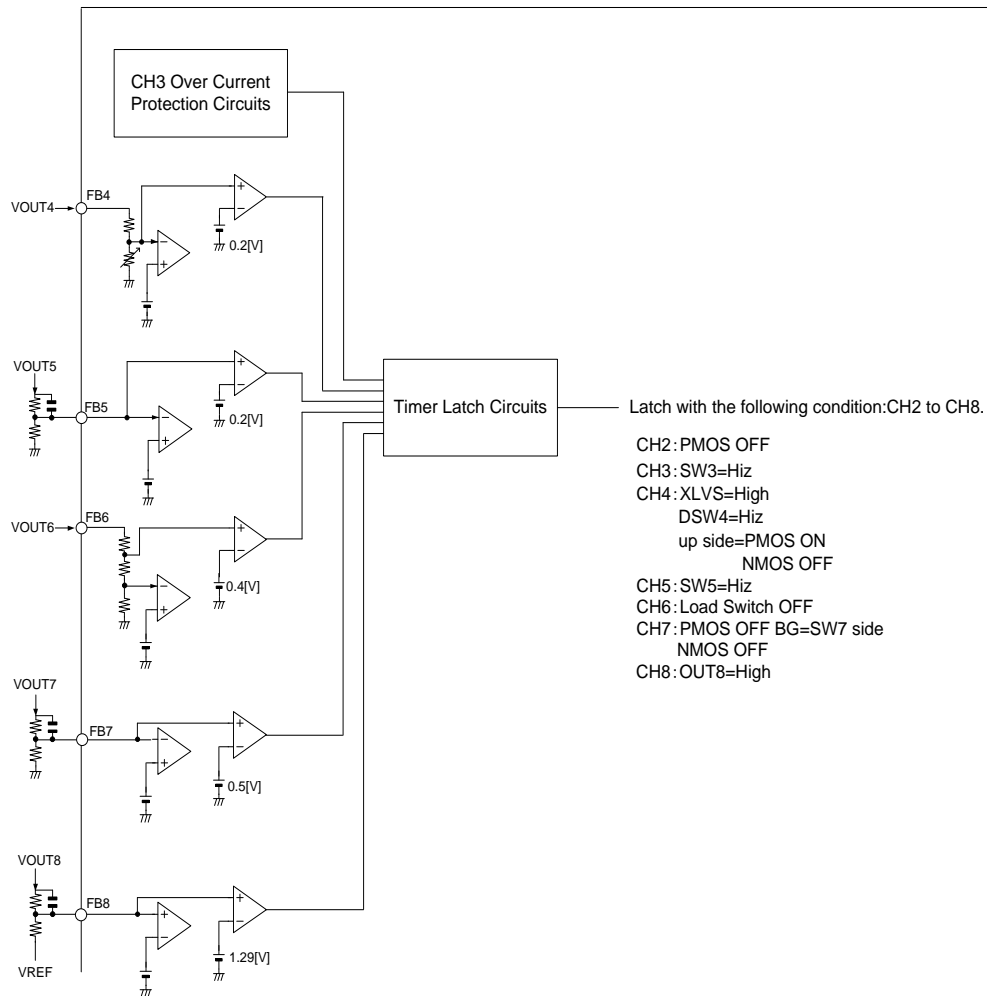 CH3 Over Current
Protection Circuits
FB4
VOUT4
0.2[V]
VOUT5
FB5
0.2[V]
Timer Latch Circuits
Latch with the following condition:CH2 to CH8.
CH2:PMOS OFF
CH3:SW3=Hiz
CH4:XLVS=High
DSW4=Hiz
up side=PMOS ON
NMOS OFF
CH5:SW5=Hiz
CH6:Load Switch OFF
CH7:PMOS OFF BG=SW7 side
NMOS OFF
CH8:OUT8=High
VOUT6
FB6
0.4[V]
VOUT7
FB7
0.5[V]
VOUT8
FB8
1.29[V]
VREF